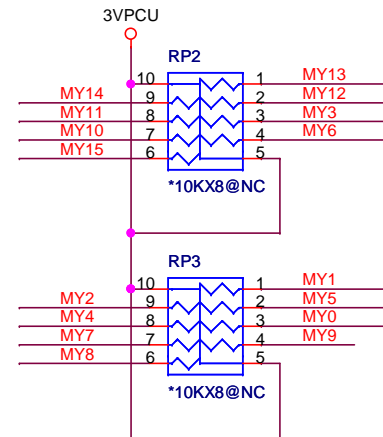 3VPCU
RP2
10 1 MY13
MY14 9 2 MY12
MY11 8 3 MY3
MY10 7 4 MY6
MY15 6 5
*10KX8@NC
RP3
10 1 MY1
MY2 9 2 MY5
MY4 8 3 MY0
MY7 7 4 MY9
MY8 6 5
*10KX8@NC